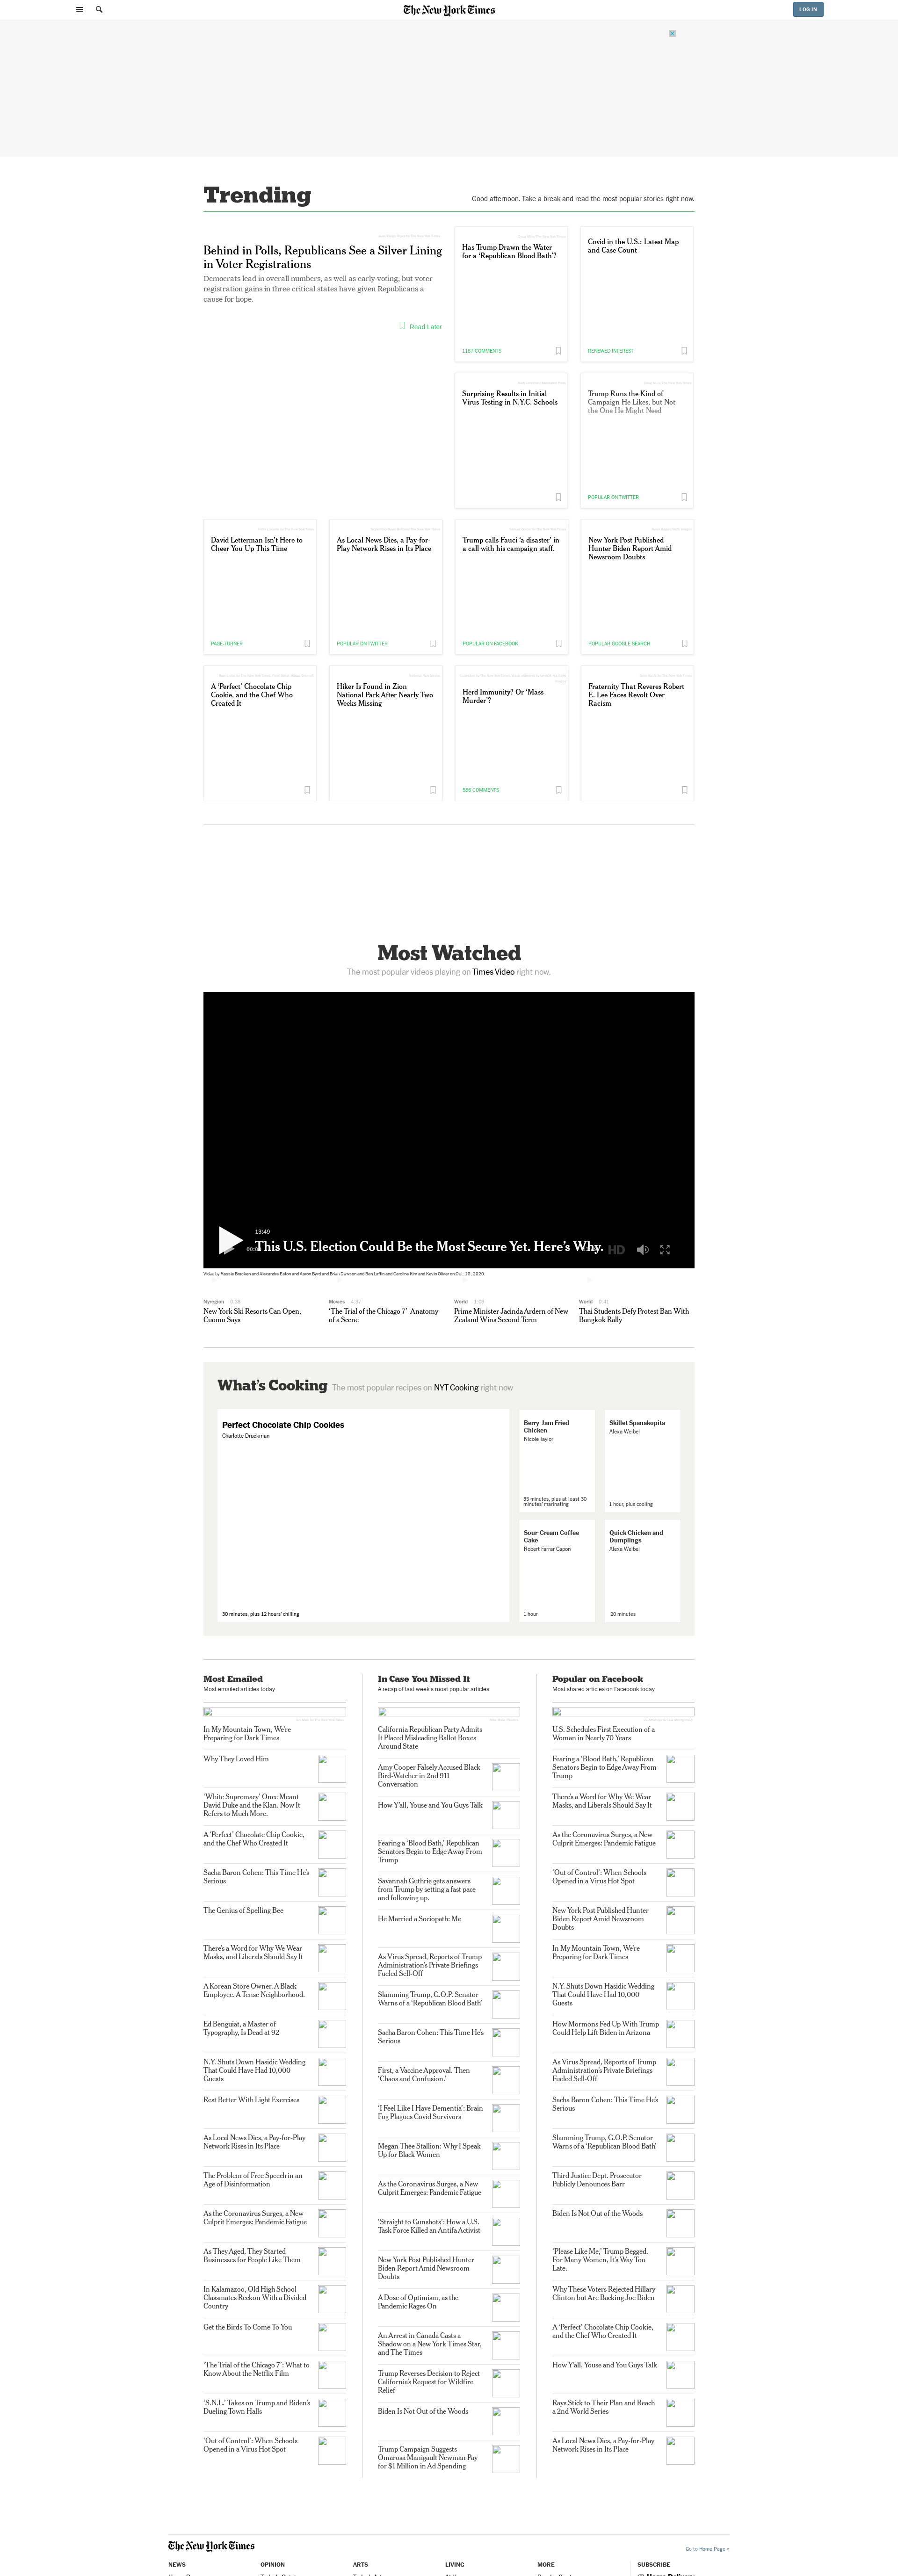 The New York Times
LOG IN
Trending
Good afternoon. Take a break and read the most popular stories right now.
Behind in Polls, Republicans See a Silver Lining
in Voter Registrations
Democrats lead in overall numbers, as well as early voting, but voter
registration gains in three critical states have given Republicans a
cause for hope.
Read Later
Has Trump Drawn the Water
for a ‘Republican Blood Bath’?
1187 COMMENTS
Covid in the U.S.: Latest Map
and Case Count
RENEWED INTEREST
Surprising Results in Initial
Virus Testing in N.Y.C. Schools
Trump Runs the Kind of
Campaign He Likes, but Not
the One He Might Need
POPULAR ON TWITTER
David Letterman Isn’t Here to
Cheer You Up This Time
PAGE-TURNER
As Local News Dies, a Pay-for-
Play Network Rises in Its Place
POPULAR ON TWITTER
Trump calls Fauci ‘a disaster’ in
a call with his campaign staff.
POPULAR ON FACEBOOK
New York Post Published
Hunter Biden Report Amid
Newsroom Doubts
POPULAR GOOGLE SEARCH
A ‘Perfect’ Chocolate Chip
Cookie, and the Chef Who
Created It
Hiker Is Found in Zion
National Park After Nearly Two
Weeks Missing
Herd Immunity? Or ‘Mass
Murder’?
556 COMMENTS
Fraternity That Reveres Robert
E. Lee Faces Revolt Over
Racism
Most Watched
The most popular videos playing on Times Video right now.
13:40
This U.S. Election Could Be the Most Secure Yet. Here’s Why.
HD
Video by Kassie Bracken and Alexandra Eaton and Aaron Byrd and Brian Dawson and Ben Laffin and Caroline Kim and Kevin Oliver on Oct. 18, 2020.
Nyregion
New York Ski Resorts Can Open,
Cuomo Says
Movies 4:37
‘The Trial of the Chicago 7’ | Anatomy
of a Scene
World
Prime Minister Jacinda Ardern of New
Zealand Wins Second Term
World 0:41
Thai Students Defy Protest Ban With
Bangkok Rally
What’s Cooking The most popular recipes on NYT Cooking right now
Perfect Chocolate Chip Cookies
Charlotte Druckman
30 minutes, plus 12 hours’ chilling
Berry-Jam Fried
Chicken
Nicole Taylor
35 minutes, plus at least 30
minutes’ marinating
Skillet Spanakopita
Alexa Weibel
1 hour, plus cooling
Sour-Cream Coffee
Cake
Robert Farrar Capon
1 hour
Quick Chicken and
Dumplings
Alexa Weibel
20 minutes
Most Emailed
Most emailed articles today
In My Mountain Town, We’re
Preparing for Dark Times
Why They Loved Him
‘White Supremacy’ Once Meant
David Duke and the Klan. Now It
Refers to Much More.
A ‘Perfect’ Chocolate Chip Cookie,
and the Chef Who Created It
Sacha Baron Cohen: This Time He’s
Serious
The Genius of Spelling Bee
There’s a Word for Why We Wear
Masks, and Liberals Should Say It
A Korean Store Owner. A Black
Employee. A Tense Neighborhood.
Ed Benguiat, a Master of
Typography, Is Dead at 92
N.Y. Shuts Down Hasidic Wedding
That Could Have Had 10,000
Guests
Rest Better With Light Exercises
As Local News Dies, a Pay-for-Play
Network Rises in Its Place
The Problem of Free Speech in an
Age of Disinformation
As the Coronavirus Surges, a New
Culprit Emerges: Pandemic Fatigue
As They Aged, They Started
Businesses for People Like Them
In Kalamazoo, Old High School
Classmates Reckon With a Divided
Country
Get the Birds To Come To You
‘The Trial of the Chicago 7’: What to
Know About the Netflix Film
‘S.N.L.’ Takes on Trump and Biden’s
Dueling Town Halls
‘Out of Control’: When Schools
Opened in a Virus Hot Spot
In Case You Missed It
A recap of last week’s most popular articles
California Republican Party Admits
It Placed Misleading Ballot Boxes
Around State
Amy Cooper Falsely Accused Black
Bird-Watcher in 2nd 911
Conversation
How Y’all, Youse and You Guys Talk
Fearing a ‘Blood Bath,’ Republican
Senators Begin to Edge Away From
Trump
Savannah Guthrie gets answers
from Trump by setting a fast pace
and following up.
He Married a Sociopath: Me
As Virus Spread, Reports of Trump
Administration’s Private Briefings
Fueled Sell-Off
Slamming Trump, G.O.P. Senator
Warns of a ‘Republican Blood Bath’
Sacha Baron Cohen: This Time He’s
Serious
First, a Vaccine Approval. Then
‘Chaos and Confusion.’
‘I Feel Like I Have Dementia’: Brain
Fog Plagues Covid Survivors
Megan Thee Stallion: Why I Speak
Up for Black Women
As the Coronavirus Surges, a New
Culprit Emerges: Pandemic Fatigue
‘Straight to Gunshots’: How a U.S.
Task Force Killed an Antifa Activist
New York Post Published Hunter
Biden Report Amid Newsroom
Doubts
A Dose of Optimism, as the
Pandemic Rages On
An Arrest in Canada Casts a
Shadow on a New York Times Star,
and The Times
Trump Reverses Decision to Reject
California’s Request for Wildfire
Relief
Biden Is Not Out of the Woods
Trump Campaign Suggests
Omarosa Manigault Newman Pay
for $1 Million in Ad Spending
Popular on Facebook
Most shared articles on Facebook today
U.S. Schedules First Execution of a
Woman in Nearly 70 Years
Fearing a ‘Blood Bath,’ Republican
Senators Begin to Edge Away From
Trump
There’s a Word for Why We Wear
Masks, and Liberals Should Say It
As the Coronavirus Surges, a New
Culprit Emerges: Pandemic Fatigue
‘Out of Control’: When Schools
Opened in a Virus Hot Spot
New York Post Published Hunter
Biden Report Amid Newsroom
Doubts
In My Mountain Town, We’re
Preparing for Dark Times
N.Y. Shuts Down Hasidic Wedding
That Could Have Had 10,000
Guests
How Mormons Fed Up With Trump
Could Help Lift Biden in Arizona
As Virus Spread, Reports of Trump
Administration’s Private Briefings
Fueled Sell-Off
Sacha Baron Cohen: This Time He’s
Serious
Slamming Trump, G.O.P. Senator
Warns of a ‘Republican Blood Bath’
Third Justice Dept. Prosecutor
Publicly Denounces Barr
Biden Is Not Out of the Woods
‘Please Like Me,’ Trump Begged.
For Many Women, It’s Way Too
Late.
Why These Voters Rejected Hillary
Clinton but Are Backing Joe Biden
A ‘Perfect’ Chocolate Chip Cookie,
and the Chef Who Created It
How Y’all, Youse and You Guys Talk
Rays Stick to Their Plan and Reach
a 2nd World Series
As Local News Dies, a Pay-for-Play
Network Rises in Its Place
The New York Times
Go to Home Page »
NEWS
OPINION
ARTS
LIVING
MORE
SUBSCRIBE